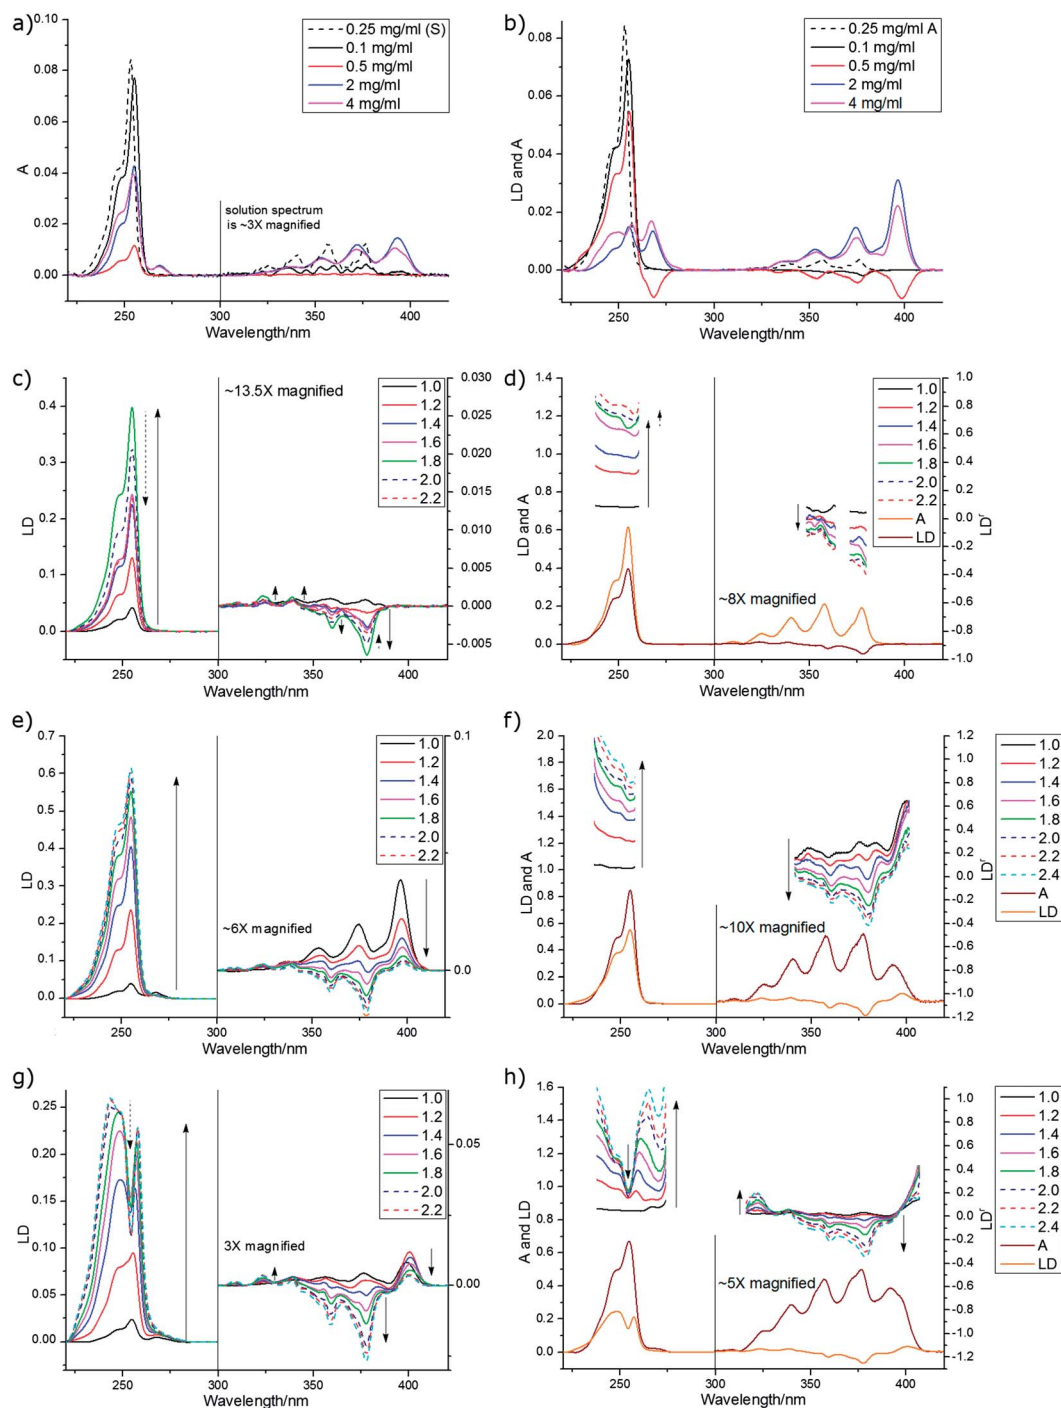 a)
0.10
0.08
0.06
0.04
0.02
0.00
A
0.25 mg/ml (S)
0.1 mg/ml
0.5 mg/ml
2 mg/ml
4 mg/ml
solution spectrum
is ~3X magnified
250 300 350 400
Wavelength/nm
b)
0.08
0.06
0.04
0.02
0.00
LD and A
0.25 mg/ml A
0.1 mg/ml
0.5 mg/ml
2 mg/ml
4 mg/ml
250 300 350 400
Wavelength/nm
c)
0.4
0.3
0.2
0.1
0.0
LD
~13.5X magnified
1.0
1.2
1.4
1.6
1.8
2.0
2.2
0.030
0.025
0.020
0.015
0.010
0.005
0.000
-0.005
250 300 350 400
Wavelength/nm
d)
1.4
1.2
1.0
0.8
0.6
0.4
0.2
0.0
LD and A
~8X magnified
1.0
1.2
1.4
1.6
1.8
2.0
2.2
A
LD
1.0
0.8
0.6
0.4
0.2
0.0
-0.2
-0.4
-0.6
-0.8
-1.0
LDʳ
250 300 350 400
Wavelength/nm
e)
0.7
0.6
0.5
0.4
0.3
0.2
0.1
0.0
LD
~6X magnified
1.0
1.2
1.4
1.6
1.8
2.0
2.2
0.1
0.0
250 300 350 400
Wavelength/nm
f)
2.0
1.8
1.6
1.4
1.2
1.0
0.8
0.6
0.4
0.2
0.0
LD and A
~10X magnified
1.2
1.0
0.8
0.6
0.4
0.2
0.0
-0.2
-0.4
-0.6
-0.8
-1.0
-1.2
LDʳ
1.0
1.2
1.4
1.6
1.8
2.0
2.2
2.4
A
LD
250 300 350 400
Wavelength/nm
g)
0.25
0.20
0.15
0.10
0.05
0.00
LD
3X magnified
1.0
1.2
1.4
1.6
1.8
2.0
2.2
0.05
0.00
250 300 350 400
Wavelength/nm
h)
1.6
1.4
1.2
1.0
0.8
0.6
0.4
0.2
0.0
A and LD
~5X magnified
1.0
0.8
0.6
0.4
0.2
0.0
-0.2
-0.4
-0.6
-0.8
-1.0
-1.2
LDʳ
1.0
1.2
1.4
1.6
1.8
2.0
2.2
2.4
A
LD
250 300 350 400
Wavelength/nm